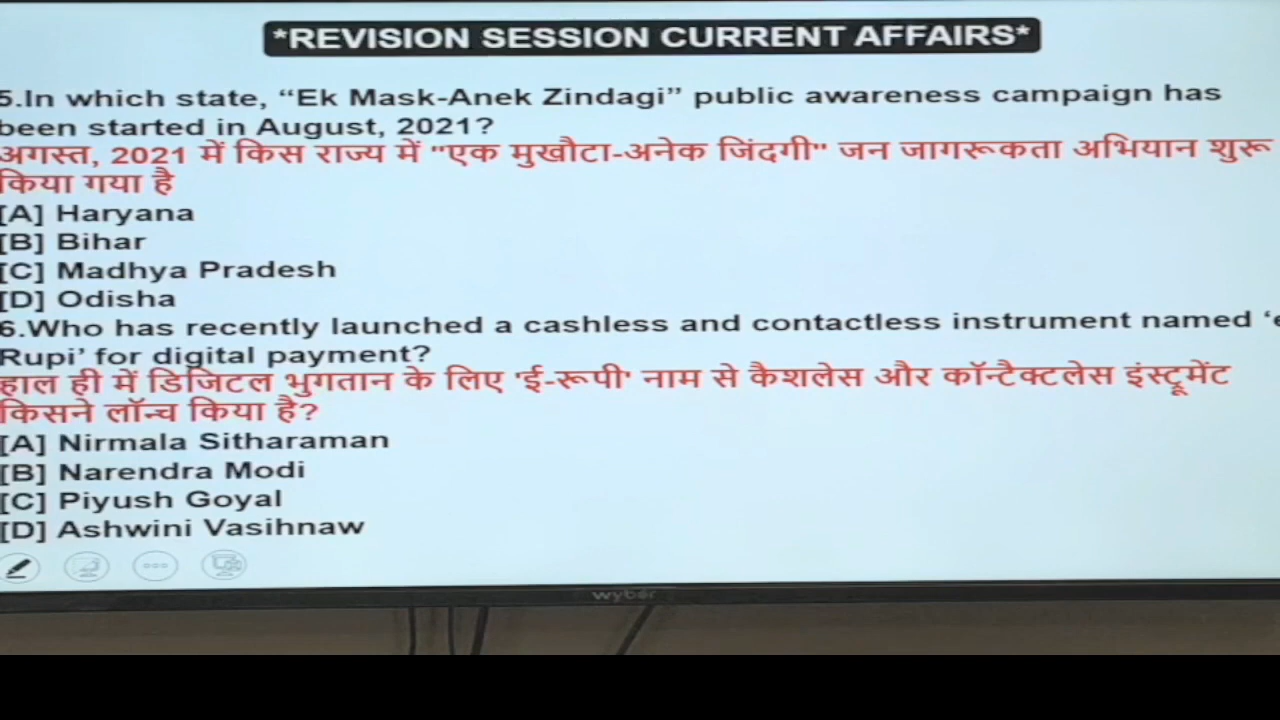 *REVISION SESSION CURRENT AFFAIRS*
5.In which state, “Ek Mask-Anek Zindagi” public awareness campaign has
been started in August, 2021?
अगस्त, 2021 में किस राज्य में "एक मुखौटा-अनेक जिंदगी" जन जागरूकता अभियान शुरू
किया गया है
[A] Haryana
[B] Bihar
[C] Madhya Pradesh
[D] Odisha
6.Who has recently launched a cashless and contactless instrument named ‘e
Rupi’ for digital payment?
हाल ही में डिजिटल भुगतान के लिए 'ई-रूपी' नाम से कैशलेस और कॉन्टैक्टलेस इंस्ट्रूमेंट
किसने लॉन्च किया है?
[A] Nirmala Sitharaman
[B] Narendra Modi
[C] Piyush Goyal
[D] Ashwini Vasihnaw
wybor